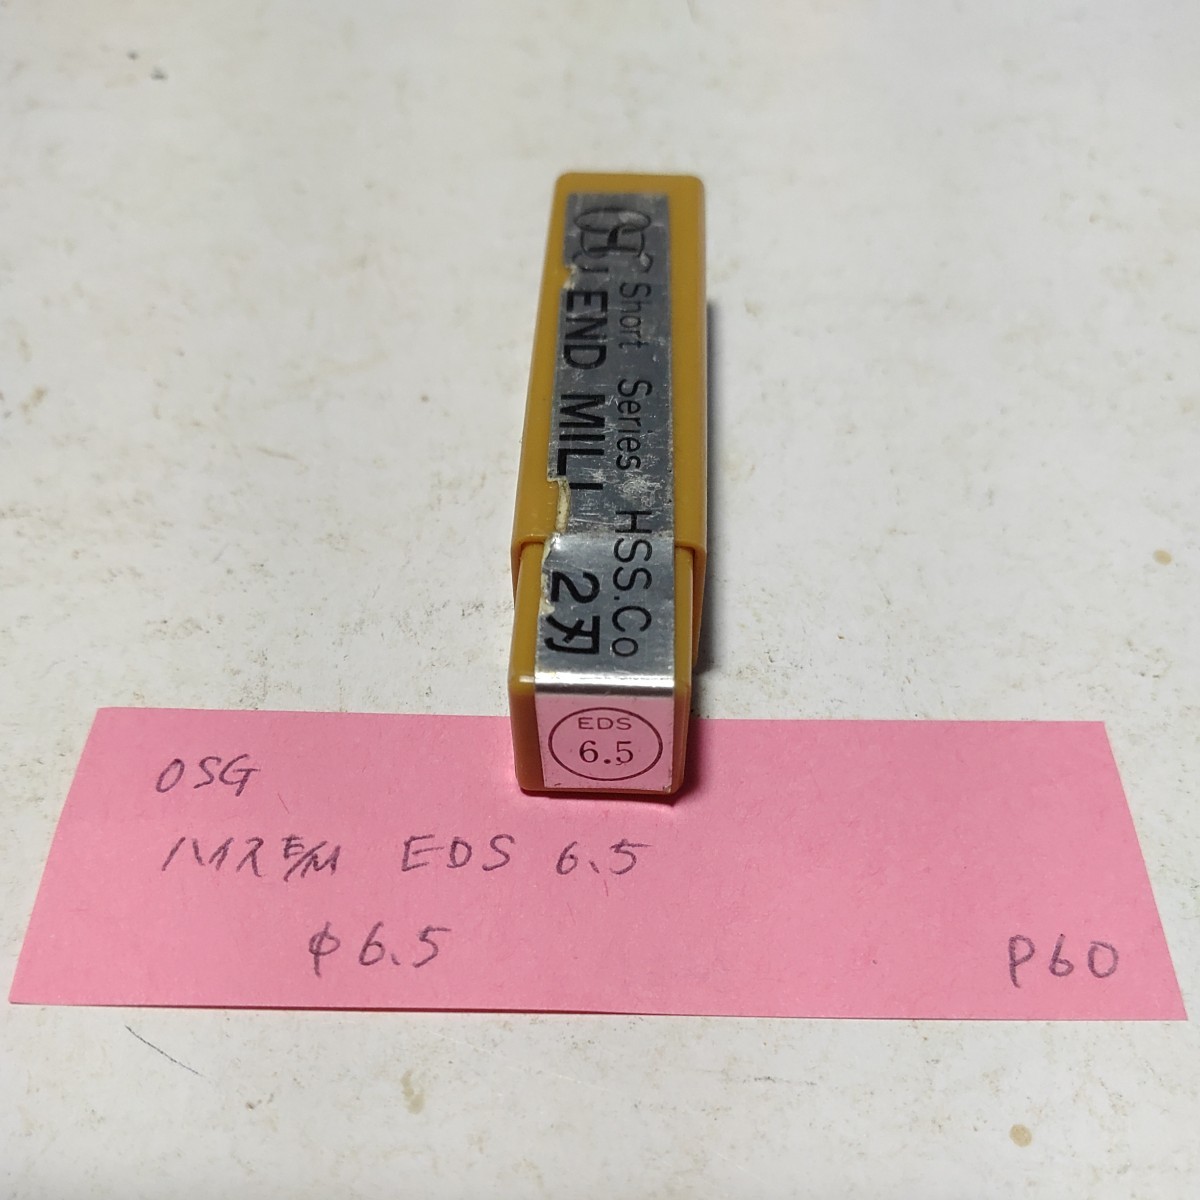 OSG
Short Series HSS.Co
END MILL 2刃
EDS
6.5
OSG
ハイス E/M EDS 6.5
φ6.5
P60